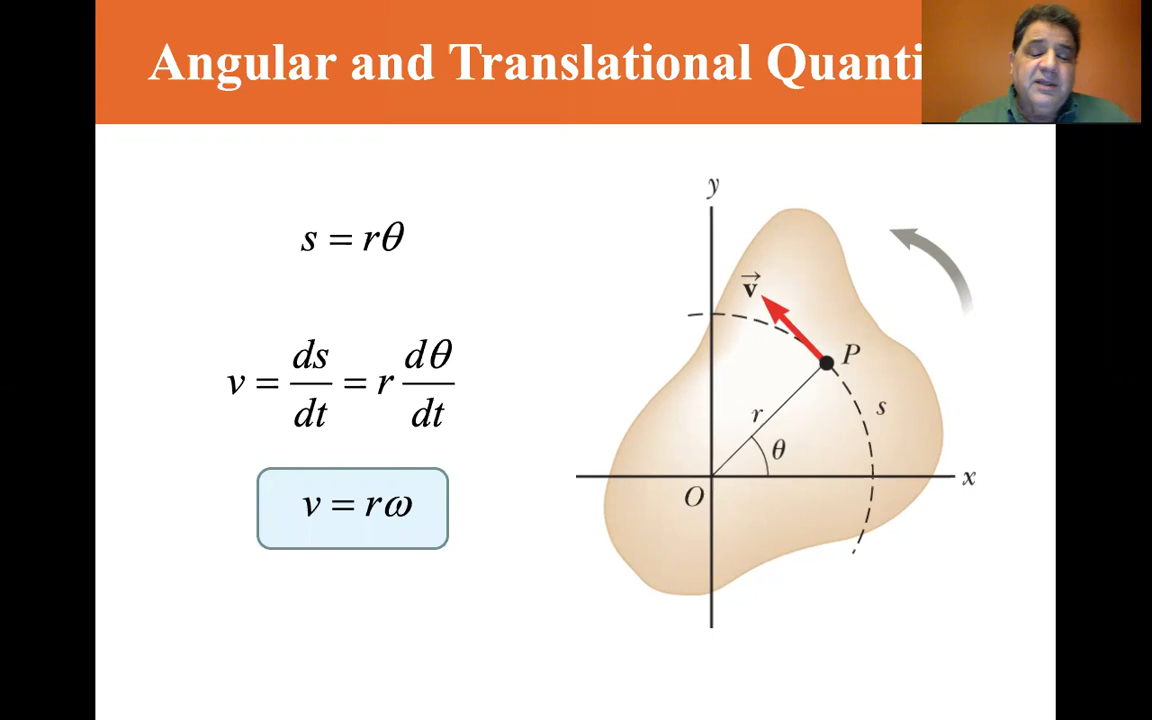 Angular and Translational Quanti
s = rθ
v = ds/dt = r dθ/dt
v = rω
y
v⃗
P
r
s
θ
O
x